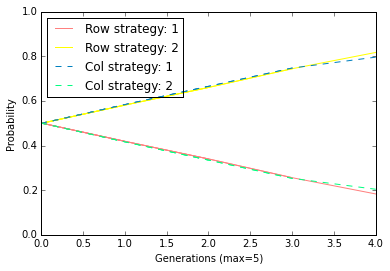 1.0
0.8
0.6
0.4
0.2
0.0
Probability
Row strategy: 1
Row strategy: 2
Col strategy: 1
Col strategy: 2
0.0 0.5 1.0 1.5 2.0 2.5 3.0 3.5 4.0
Generations (max=5)